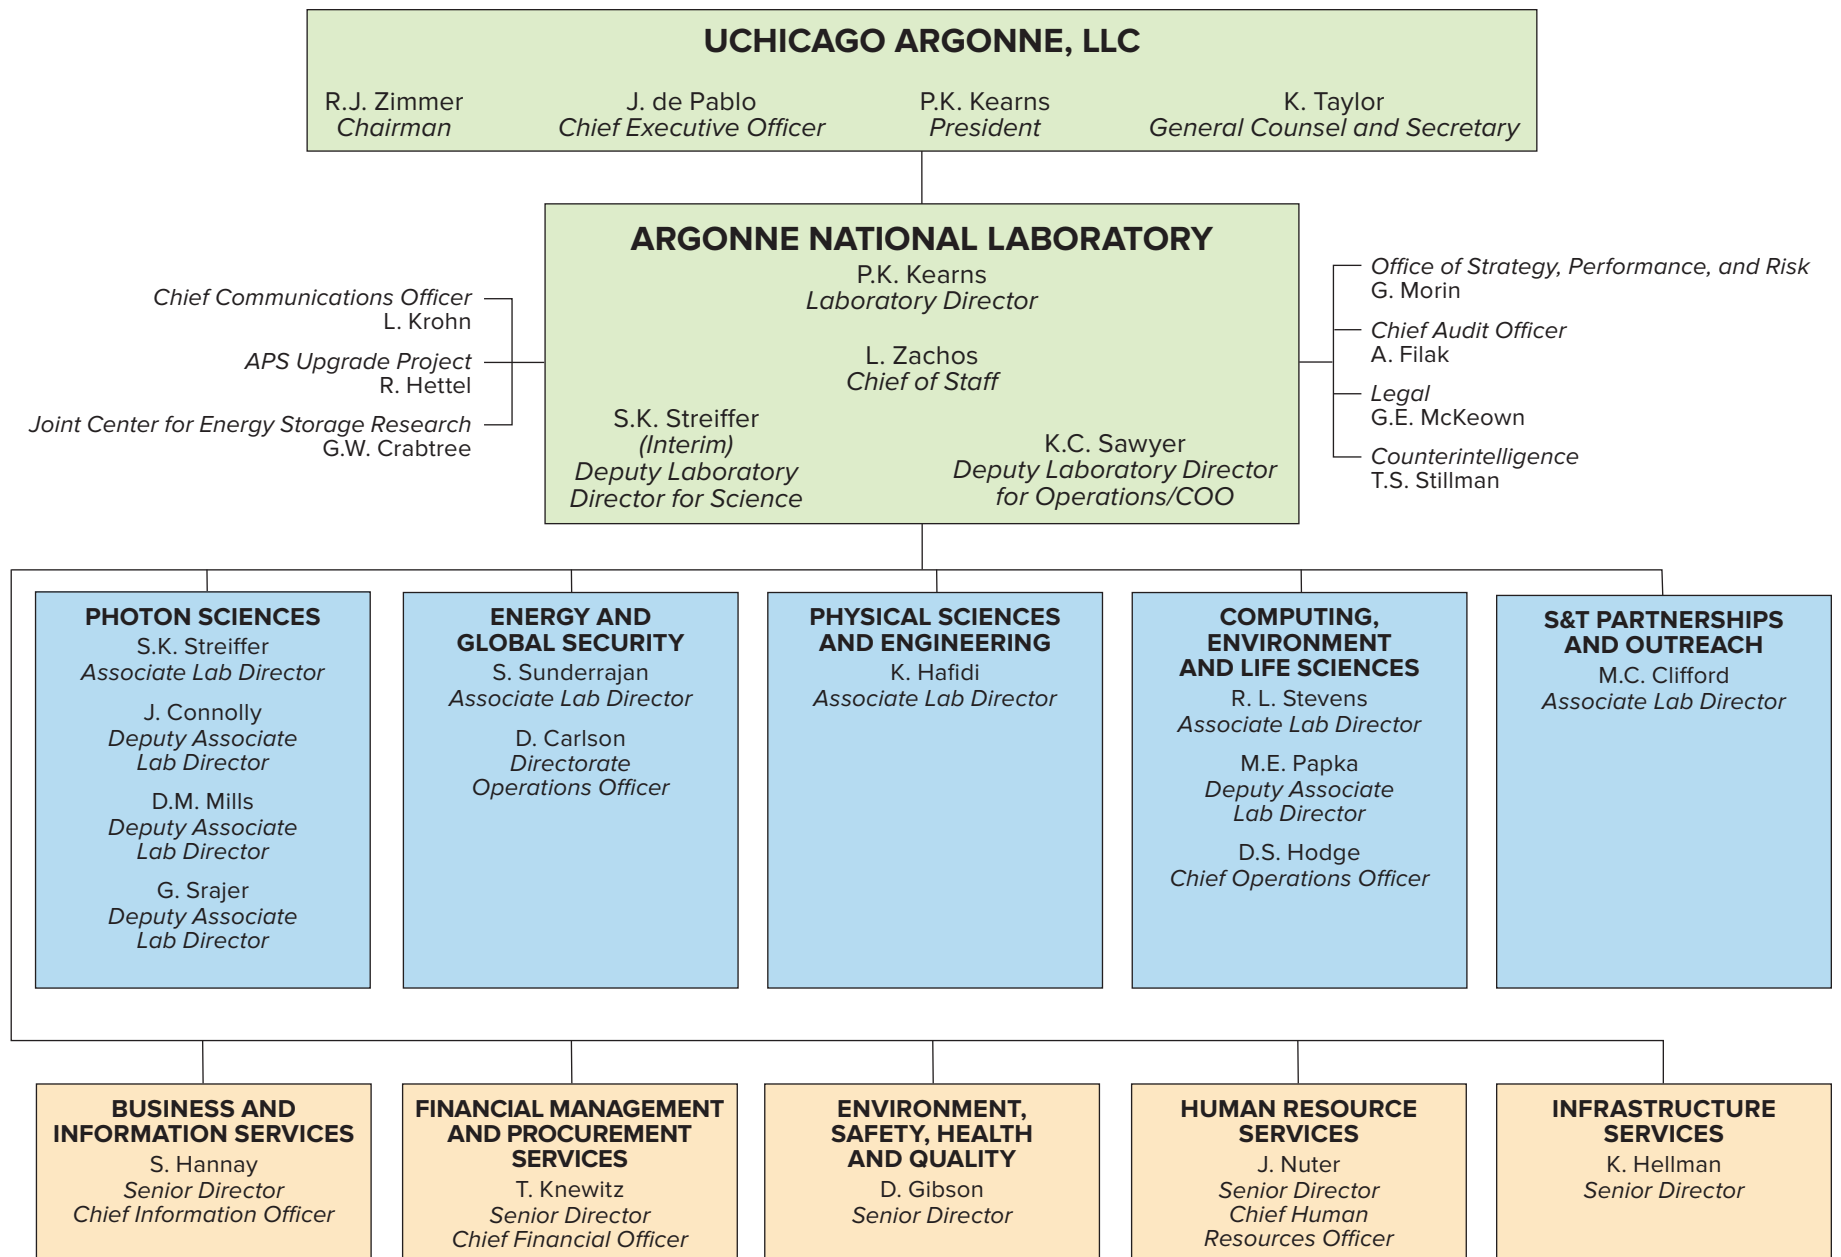 UCHICAGO ARGONNE, LLC
R.J. Zimmer
Chairman
J. de Pablo
Chief Executive Officer
P.K. Kearns
President
K. Taylor
General Counsel and Secretary
ARGONNE NATIONAL LABORATORY
P.K. Kearns
Laboratory Director
L. Zachos
Chief of Staff
S.K. Streiffer
(Interim)
Deputy Laboratory
Director for Science
K.C. Sawyer
Deputy Laboratory Director
for Operations/COO
Chief Communications Officer
L. Krohn
APS Upgrade Project
R. Hettel
Joint Center for Energy Storage Research
G.W. Crabtree
Office of Strategy, Performance, and Risk
G. Morin
Chief Audit Officer
A. Filak
Legal
G.E. McKeown
Counterintelligence
T.S. Stillman
PHOTON SCIENCES
S.K. Streiffer
Associate Lab Director
J. Connolly
Deputy Associate
Lab Director
D.M. Mills
Deputy Associate
Lab Director
G. Srajer
Deputy Associate
Lab Director
ENERGY AND
GLOBAL SECURITY
S. Sunderrajan
Associate Lab Director
D. Carlson
Directorate
Operations Officer
PHYSICAL SCIENCES
AND ENGINEERING
K. Hafidi
Associate Lab Director
COMPUTING,
ENVIRONMENT
AND LIFE SCIENCES
R. L. Stevens
Associate Lab Director
M.E. Papka
Deputy Associate
Lab Director
D.S. Hodge
Chief Operations Officer
S&T PARTNERSHIPS
AND OUTREACH
M.C. Clifford
Associate Lab Director
BUSINESS AND
INFORMATION SERVICES
S. Hannay
Senior Director
Chief Information Officer
FINANCIAL MANAGEMENT
AND PROCUREMENT
SERVICES
T. Knewitz
Senior Director
Chief Financial Officer
ENVIRONMENT,
SAFETY, HEALTH
AND QUALITY
D. Gibson
Senior Director
HUMAN RESOURCE
SERVICES
J. Nuter
Senior Director
Chief Human
Resources Officer
INFRASTRUCTURE
SERVICES
K. Hellman
Senior Director